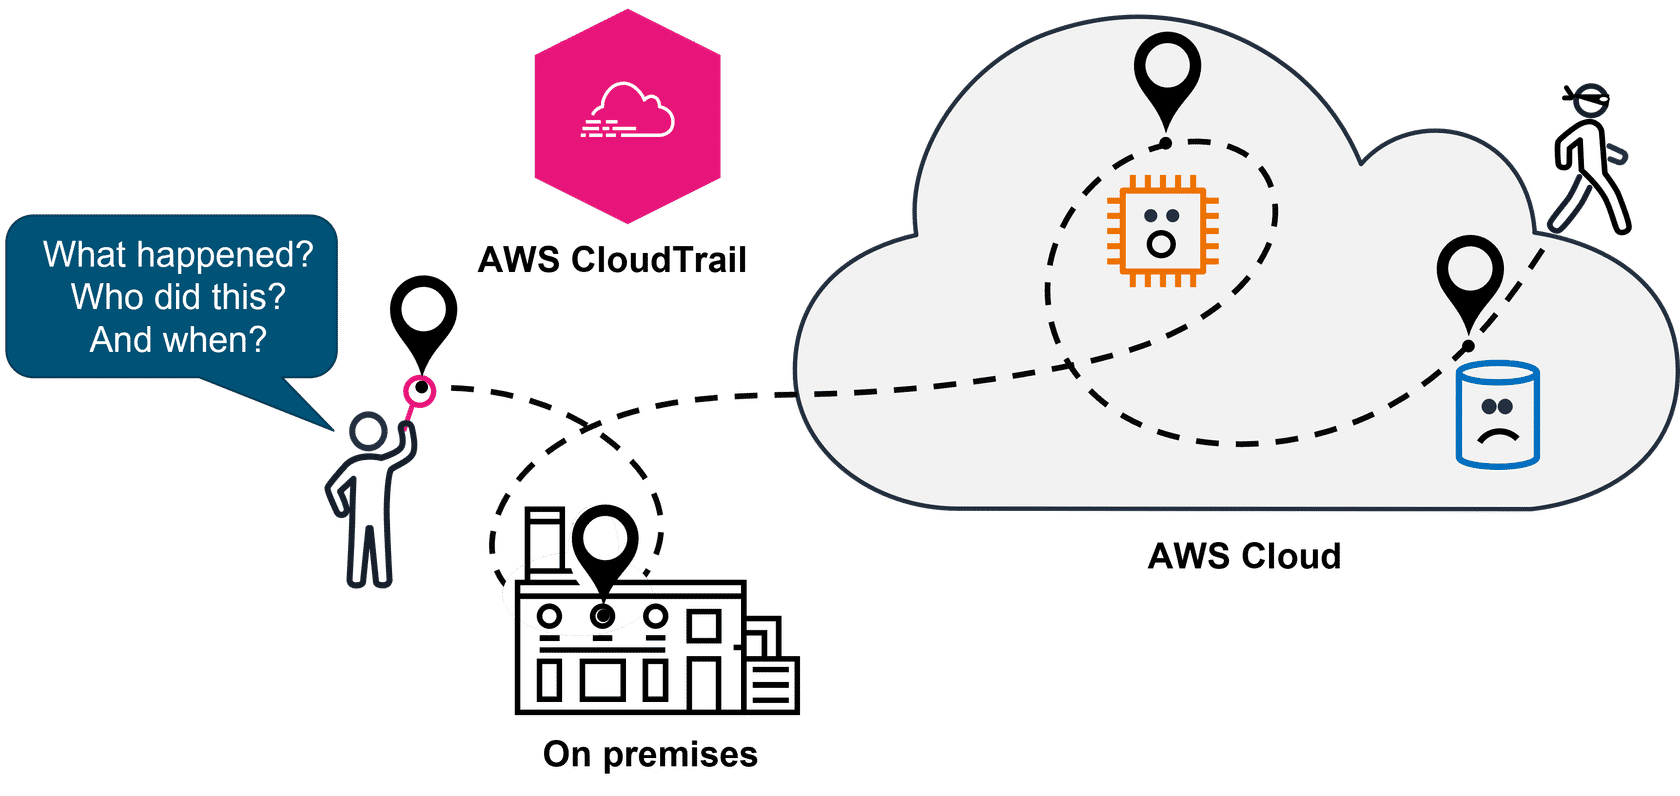 AWS CloudTrail
What happened?
Who did this?
And when?
AWS Cloud
On premises